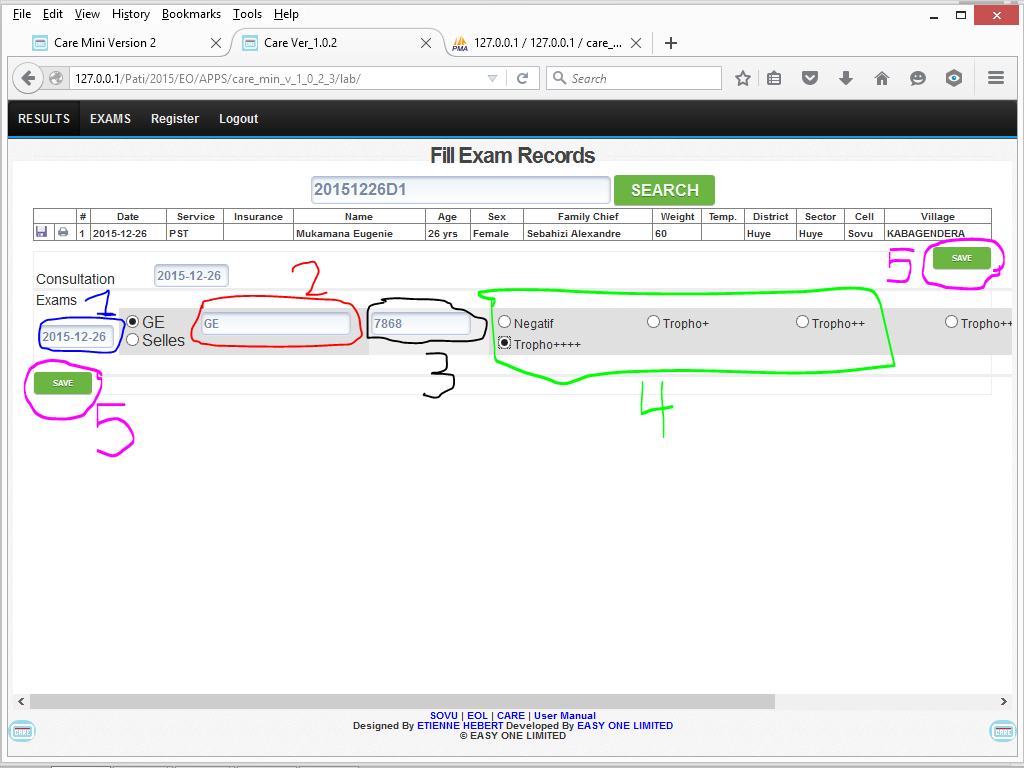 File Edit View History Bookmarks Tools Help
Care Mini Version 2 Care Ver_1.0.2 PMA 127.0.0.1 / 127.0.0.1 / care_...
127.0.0.1/Pati/2015/EO/APPS/care_min_v_1_0_2_3/lab/ Search
RESULTS EXAMS Register Logout
Fill Exam Records
20151226D1 SEARCH
# Date Service Insurance Name Age Sex Family Chief Weight Temp. District Sector Cell Village
1 2015-12-26 PST Mukamana Eugenie 26 yrs Female Sebahizi Alexandre 60 Huye Huye Sovu KABAGENDERA
5 SAVE
Consultation 2015-12-26 2
Exams 1
2015-12-26 GE GE 7868 Negatif Tropho+ Tropho++ Tropho++
Selles Tropho++++
3 4
SAVE
5
SOVU | EOL | CARE | User Manual
CARE Designed By ETIENNE HEBERT Developed By EASY ONE LIMITED CARE
© EASY ONE LIMITED